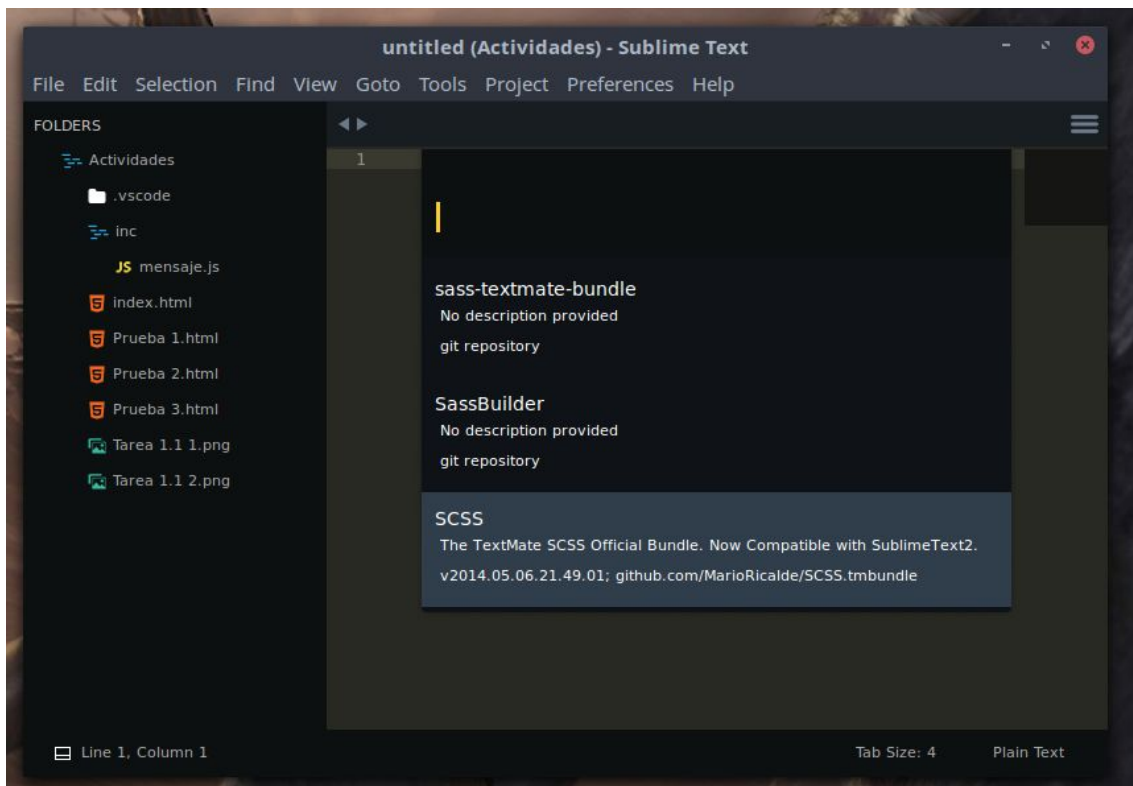 untitled (Actividades) - Sublime Text
File Edit Selection Find View Goto Tools Project Preferences Help
FOLDERS
Actividades
.vscode
inc
JS mensaje.js
index.html
Prueba 1.html
Prueba 2.html
Prueba 3.html
Tarea 1.1 1.png
Tarea 1.1 2.png
1
sass-textmate-bundle
No description provided
git repository
SassBuilder
No description provided
git repository
SCSS
The TextMate SCSS Official Bundle. Now Compatible with SublimeText2.
v2014.05.06.21.49.01; github.com/MarioRicalde/SCSS.tmbundle
Line 1, Column 1
Tab Size: 4
Plain Text